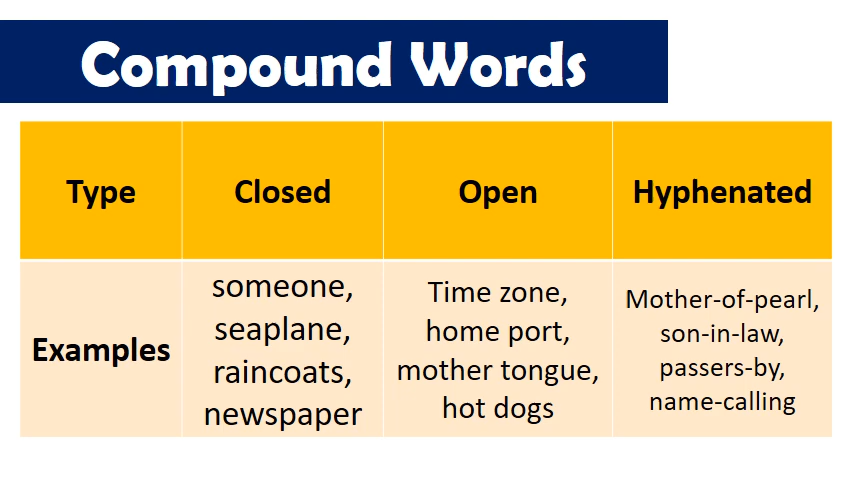 Compound Words
Type
Closed
Open
Hyphenated
Examples
someone,
seaplane,
raincoats,
newspaper
Time zone,
home port,
mother tongue,
hot dogs
Mother-of-pearl,
son-in-law,
passers-by,
name-calling